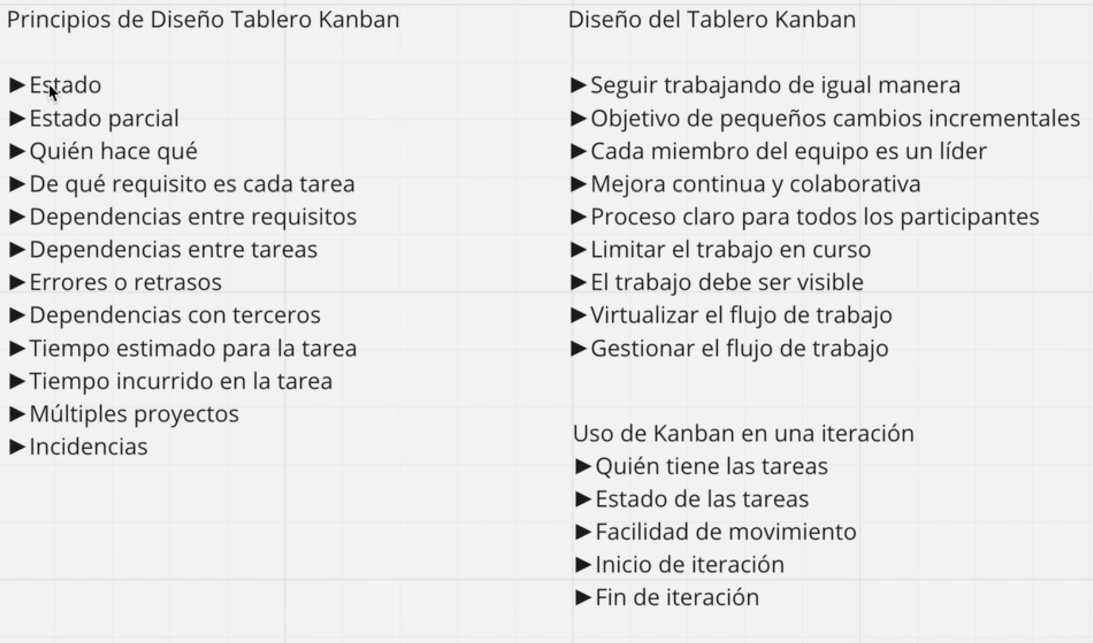 Principios de Diseño Tablero Kanban
►Estado
►Estado parcial
►Quién hace qué
►De qué requisito es cada tarea
►Dependencias entre requisitos
►Dependencias entre tareas
►Errores o retrasos
►Dependencias con terceros
►Tiempo estimado para la tarea
►Tiempo incurrido en la tarea
►Múltiples proyectos
►Incidencias
Diseño del Tablero Kanban
►Seguir trabajando de igual manera
►Objetivo de pequeños cambios incrementales
►Cada miembro del equipo es un líder
►Mejora continua y colaborativa
►Proceso claro para todos los participantes
►Limitar el trabajo en curso
►El trabajo debe ser visible
►Virtualizar el flujo de trabajo
►Gestionar el flujo de trabajo
Uso de Kanban en una iteración
►Quién tiene las tareas
►Estado de las tareas
►Facilidad de movimiento
►Inicio de iteración
►Fin de iteración